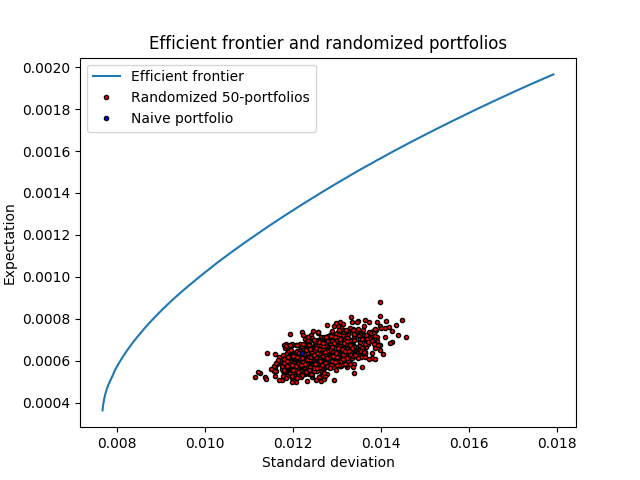 Efficient frontier and randomized portfolios
Efficient frontier
Randomized 50-portfolios
Naive portfolio
Expectation
0.0020
0.0018
0.0016
0.0014
0.0012
0.0010
0.0008
0.0006
0.0004
0.008 0.010 0.012 0.014 0.016 0.018
Standard deviation